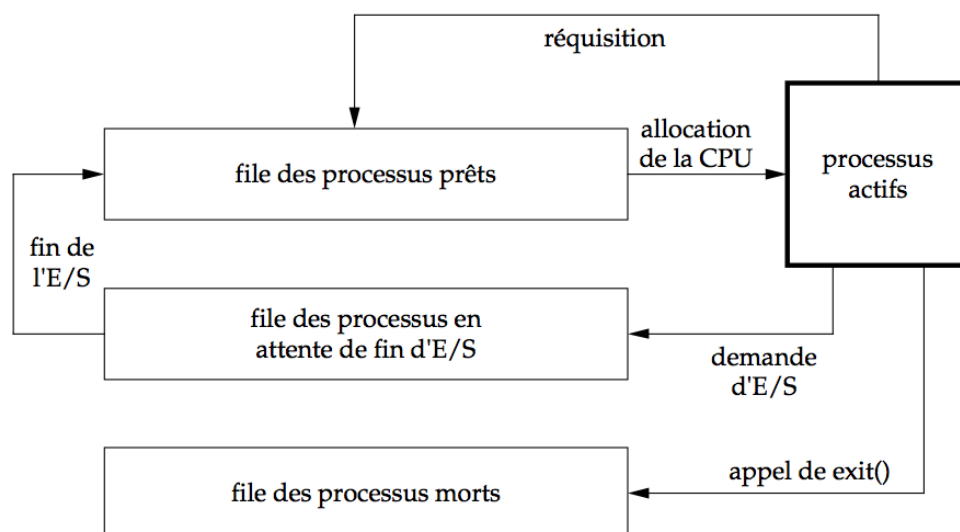 réquisition
allocation
de la CPU
processus
actifs
file des processus prêts
fin de
l'E/S
file des processus en
attente de fin d'E/S
demande
d'E/S
appel de exit()
file des processus morts